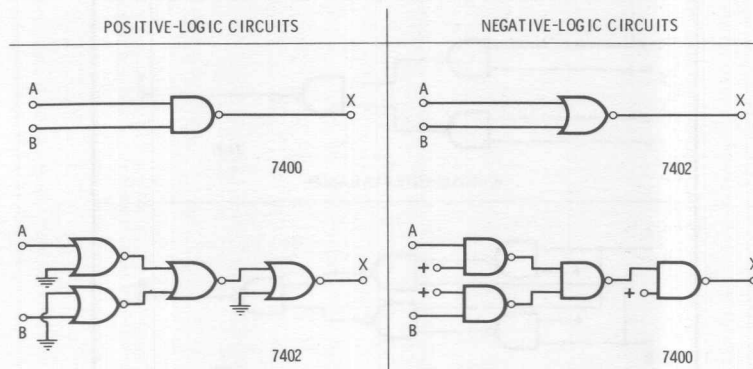 POSITIVE-LOGIC CIRCUITS
NEGATIVE-LOGIC CIRCUITS
A
B
X
7400
A
B
X
7402
A
B
X
7402
A
+
+
B
+
X
7400